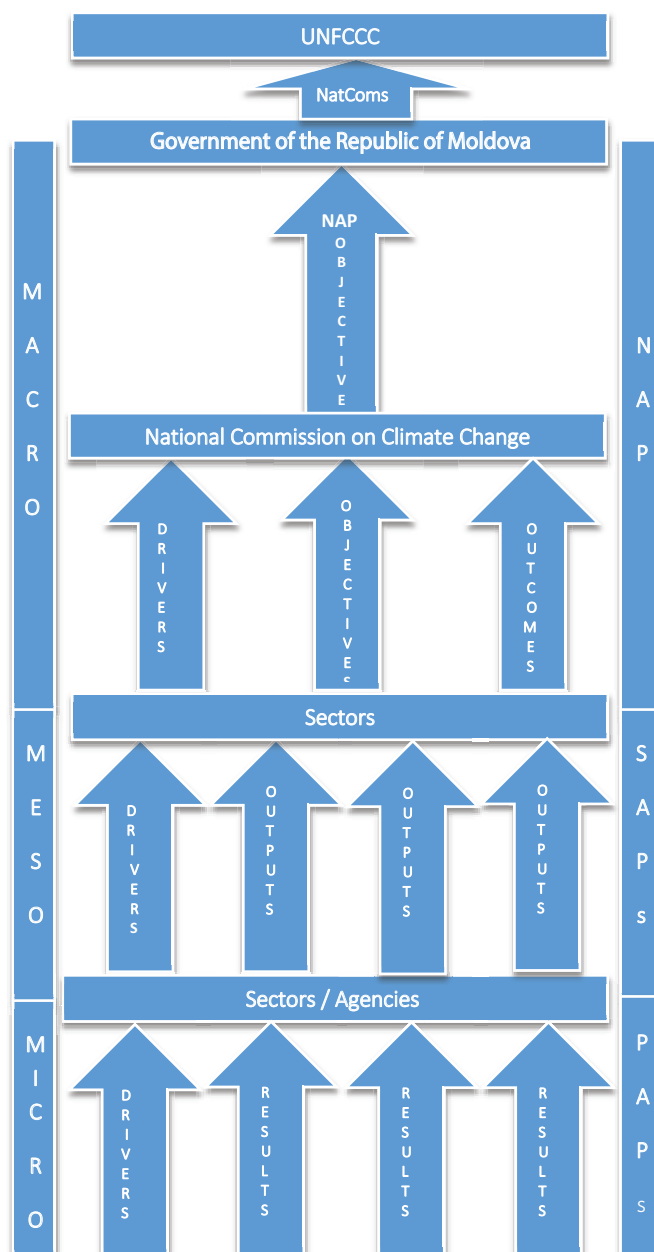 UNFCCC
NatComs
Government of the Republic of Moldova
MACRO
NAP
NAP
OBJECTIVE
National Commission on Climate Change
DRIVERS
OBJECTIVES
OUTCOMES
Sectors
MESO
SAPs
DRIVERS
OUTPUTS
OUTPUTS
OUTPUTS
Sectors / Agencies
MICRO
PAPs
DRIVERS
RESULTS
RESULTS
RESULTS